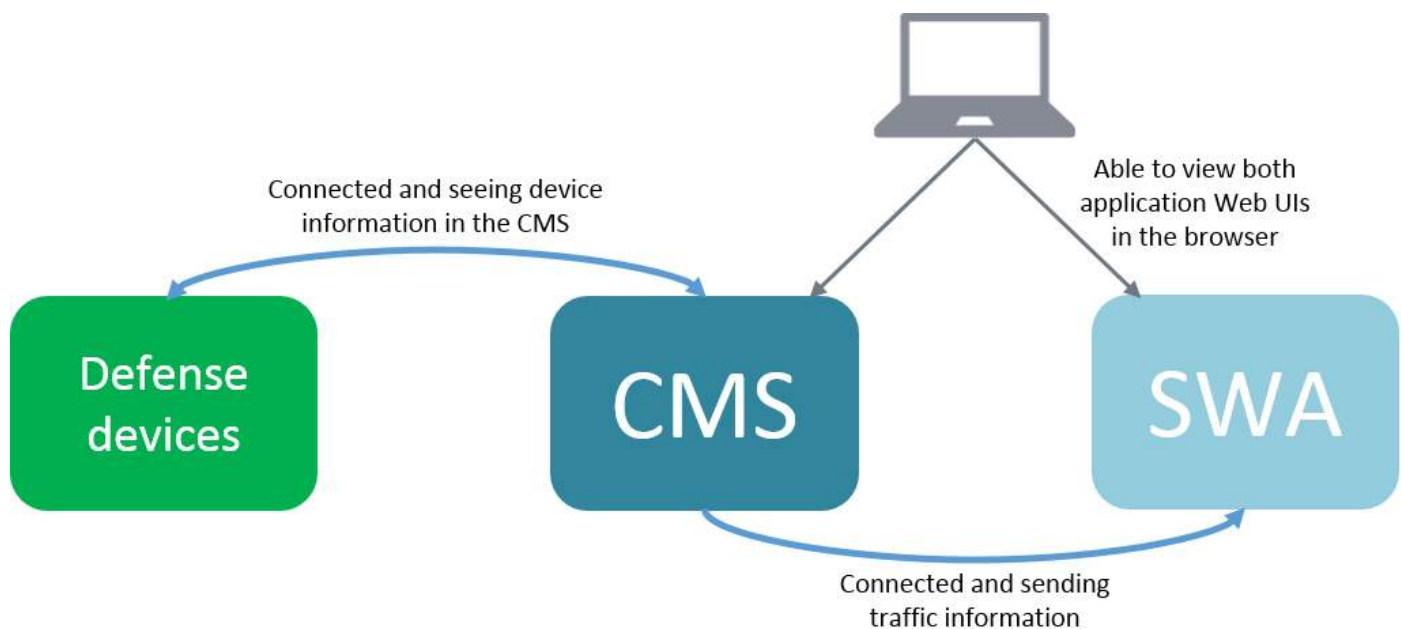 Connected and seeing device
information in the CMS
Able to view both
application Web UIs
in the browser
Defense
devices
CMS
SWA
Connected and sending
traffic information